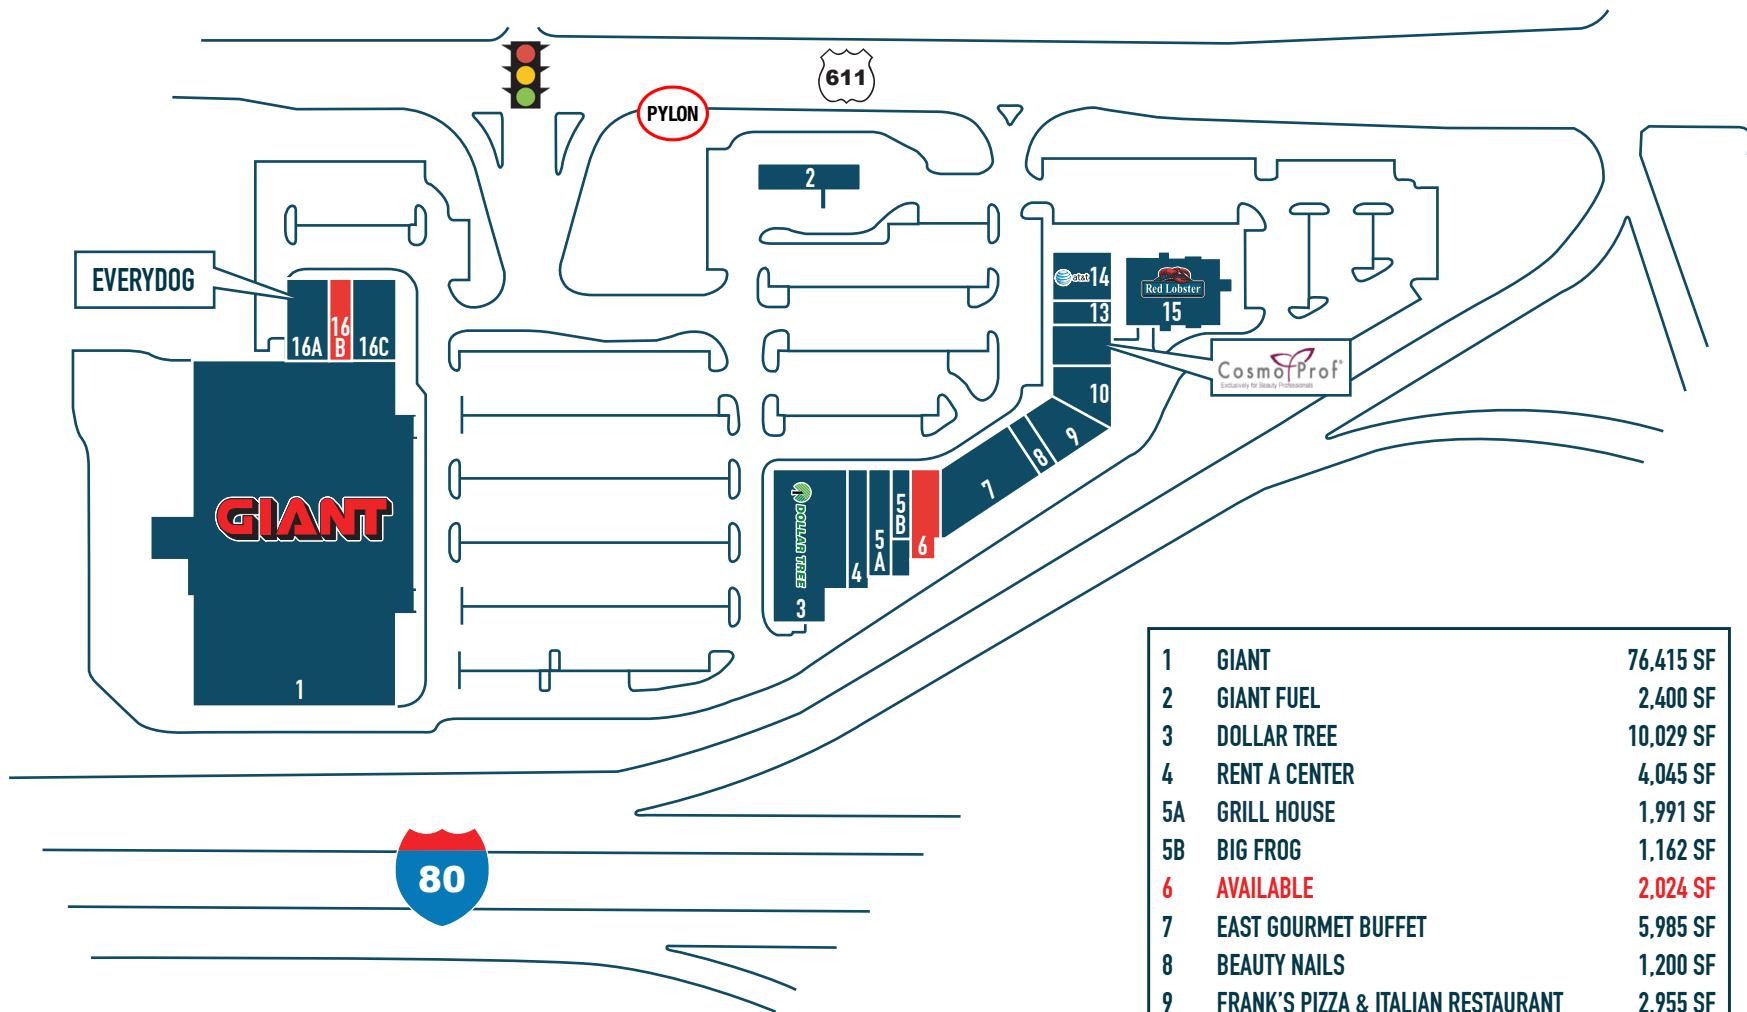 611
PYLON
2
EVERYDOG
at&t 14
Red Lobster
15
13
16A
16
B
16C
CosmoProf
Exclusively for Beauty Professionals
10
9
8
7
GIANT
DOLLAR TREE
5
B
5
A
6
4
3
1
80
1 GIANT 76,415 SF
2 GIANT FUEL 2,400 SF
3 DOLLAR TREE 10,029 SF
4 RENT A CENTER 4,045 SF
5A GRILL HOUSE 1,991 SF
5B BIG FROG 1,162 SF
6 AVAILABLE 2,024 SF
7 EAST GOURMET BUFFET 5,985 SF
8 BEAUTY NAILS 1,200 SF
9 FRANK'S PIZZA & ITALIAN RESTAURANT 2,955 SF